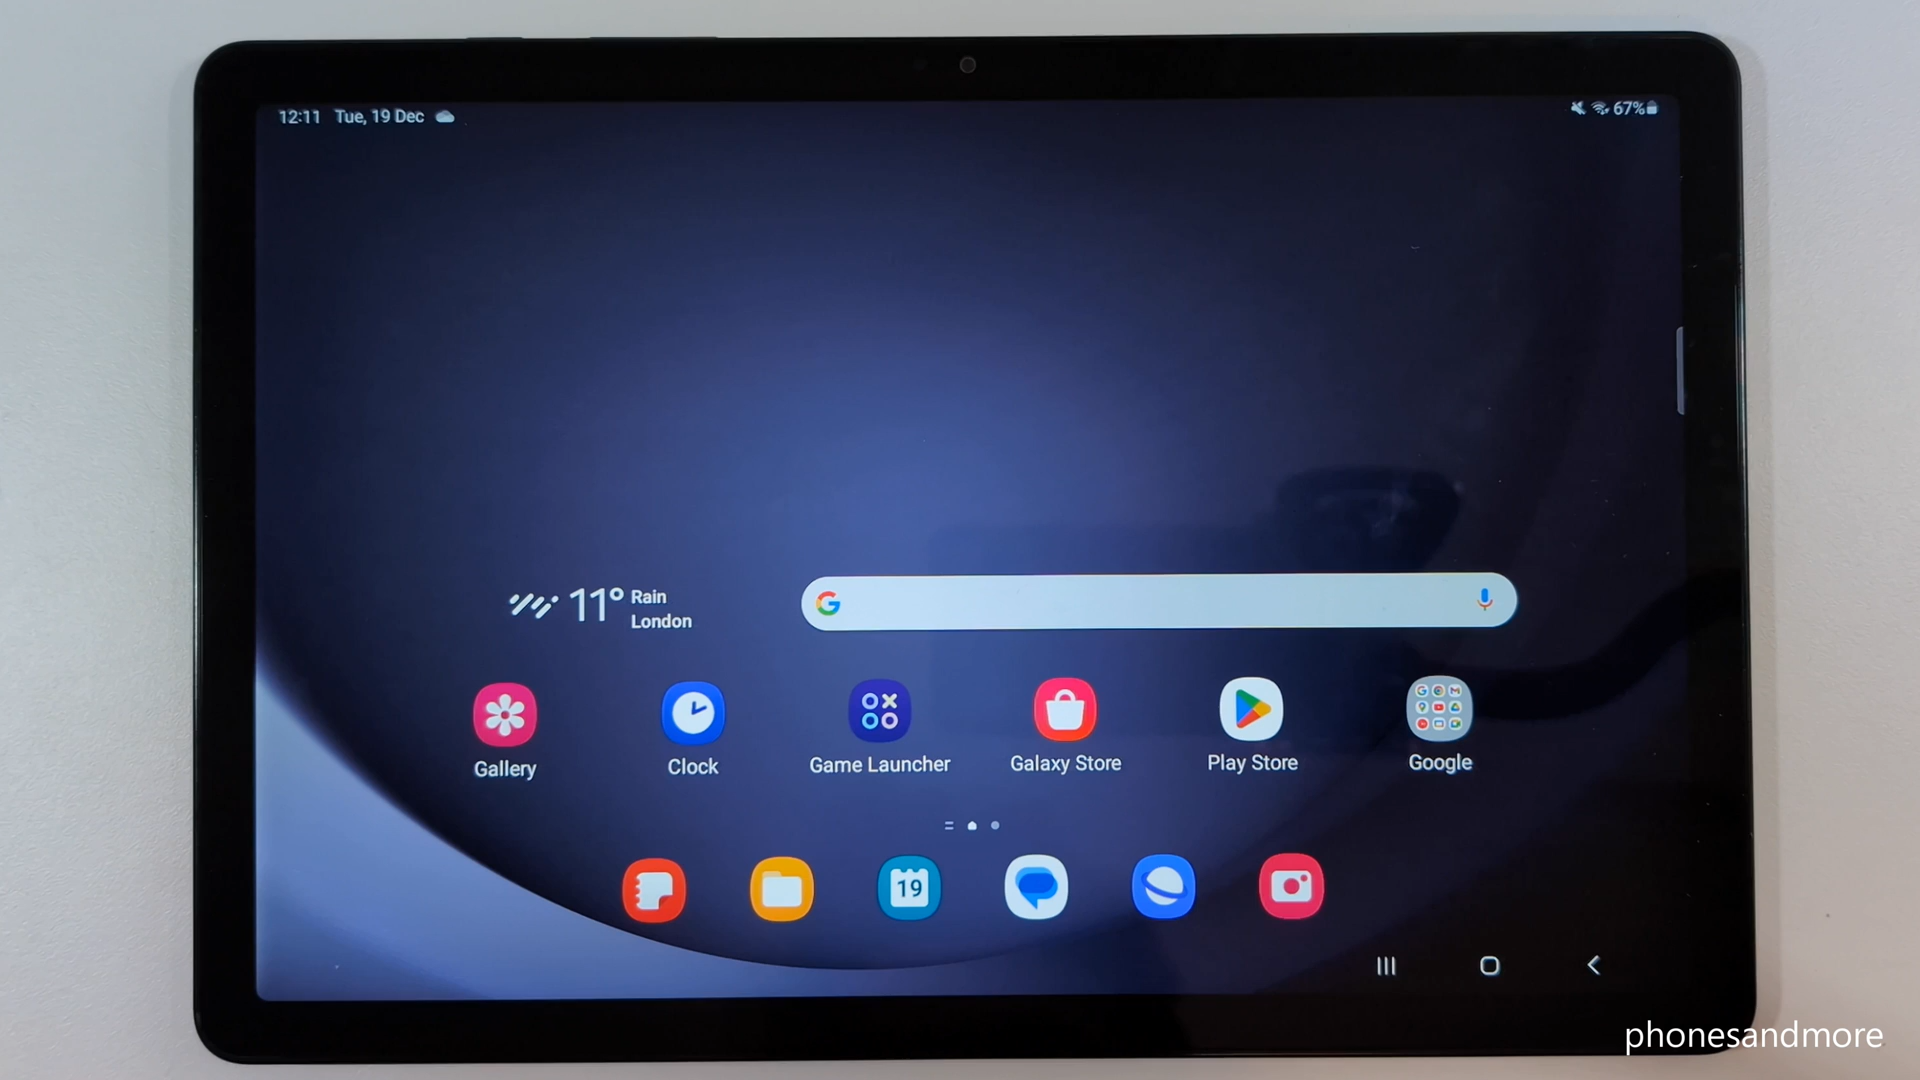 12:11 Tue, 19 Dec
67%
11° Rain
London
Gallery
Clock
Game Launcher
Galaxy Store
Play Store
Google
19
phonesandmore